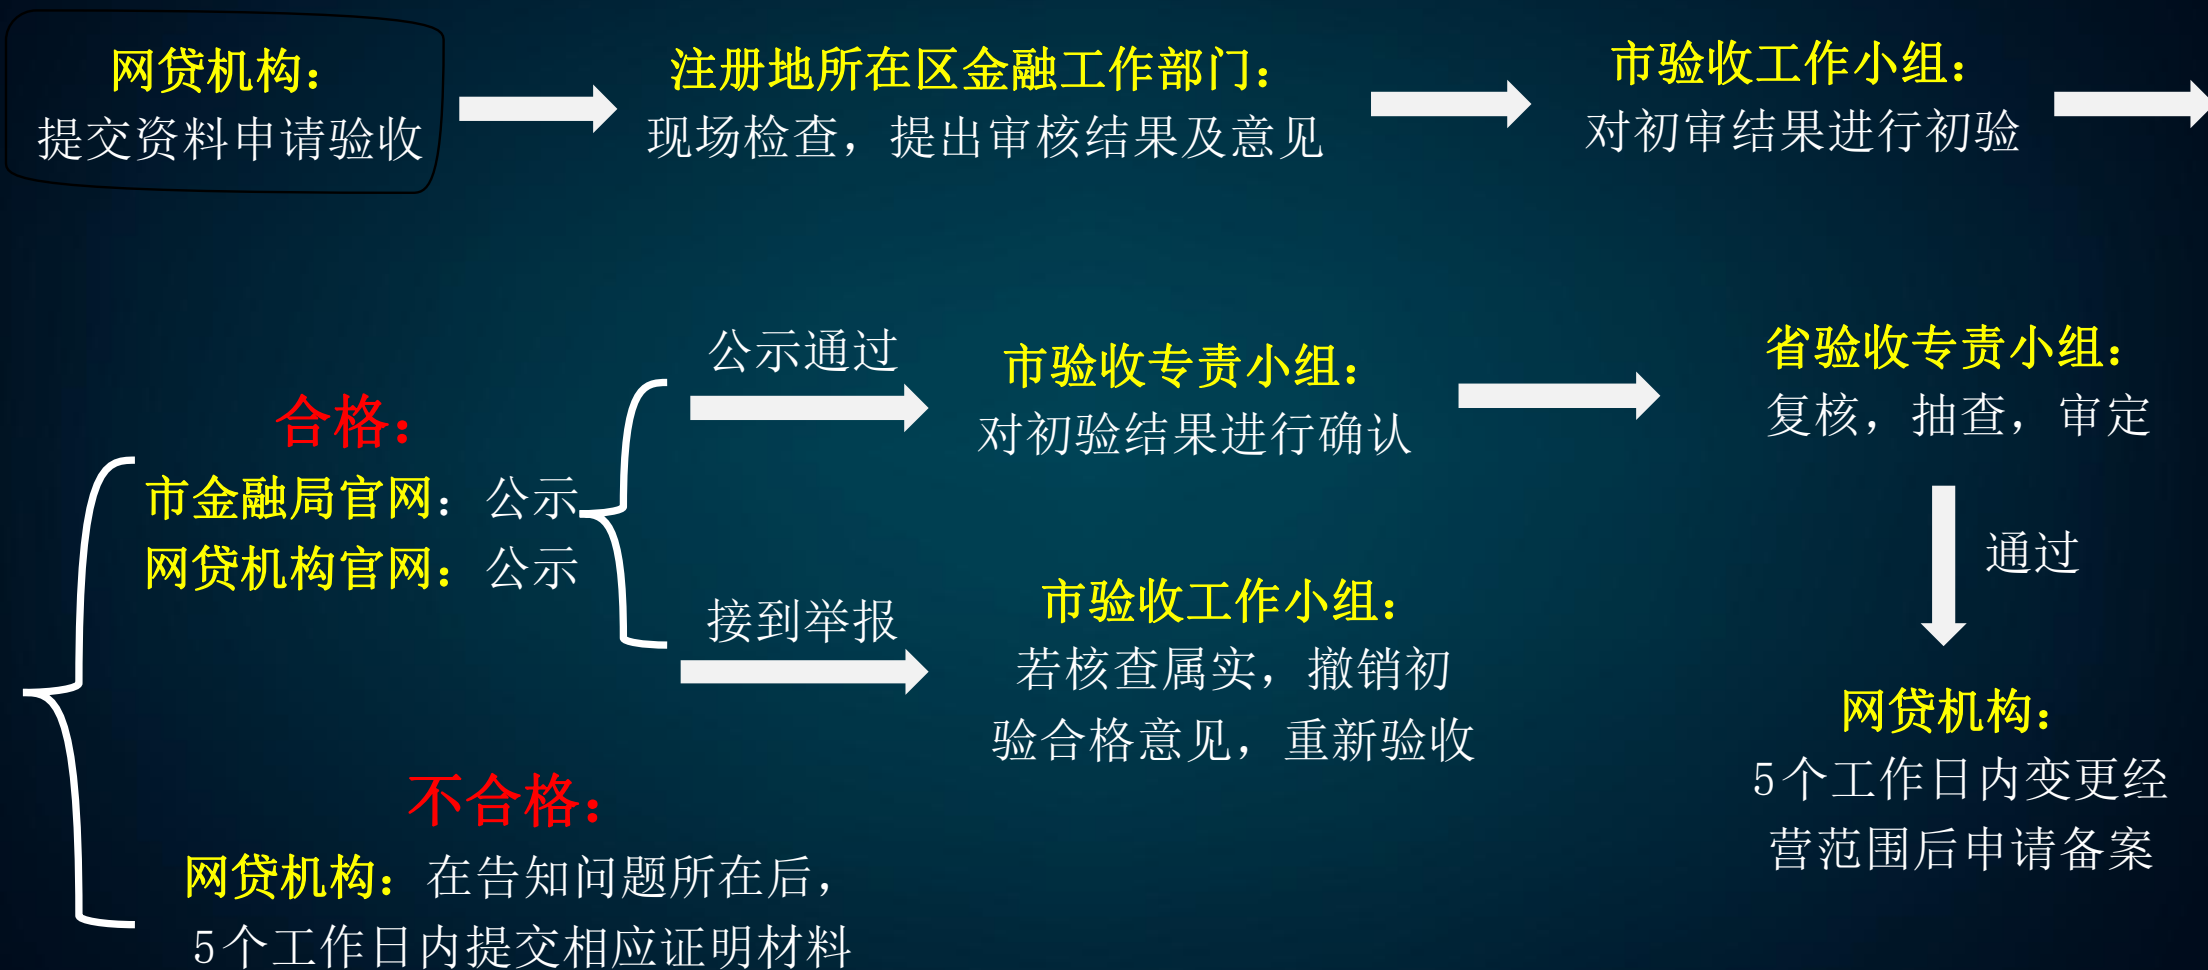 网贷机构：
提交资料申请验收
注册地所在区金融工作部门：
现场检查，提出审核结果及意见
市验收工作小组：
对初审结果进行初验
合格：
市金融局官网：公示
网贷机构官网：公示
公示通过
市验收专责小组：
对初验结果进行确认
省验收专责小组：
复核，抽查，审定
通过
网贷机构：
5个工作日内变更经
营范围后申请备案
接到举报
市验收工作小组：
若核查属实，撤销初
验合格意见，重新验收
不合格：
网贷机构：在告知问题所在后，
5个工作日内提交相应证明材料